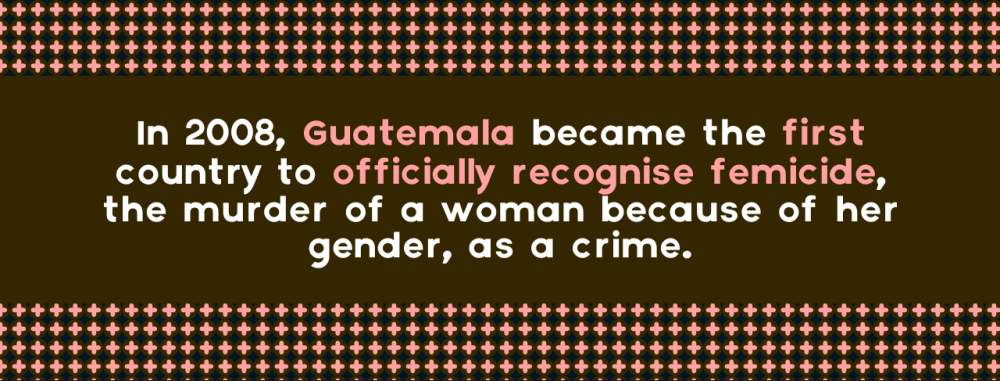 In 2008, Guatemala became the first
country to officially recognise femicide,
the murder of a woman because of her
gender, as a crime.